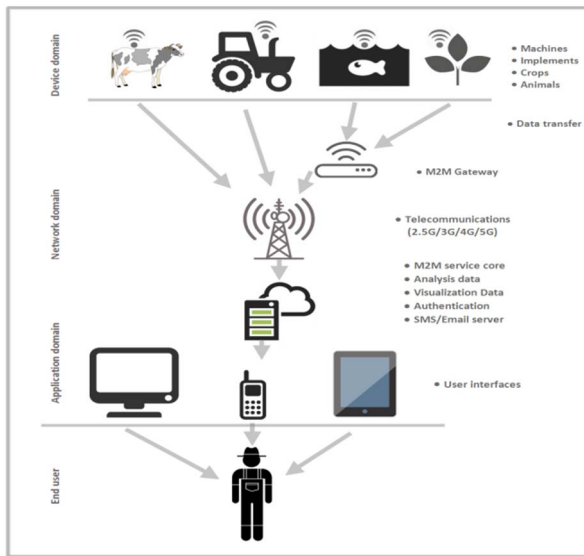 Device domain
• Machines
• Implements
• Crops
• Animals
• Data transfer
Network domain
• M2M Gateway
• Telecommunications
(2.5G/3G/4G/5G)
• M2M service core
• Analysis data
• Visualization Data
• Authentication
• SMS/Email server
Application domain
• User interfaces
End user